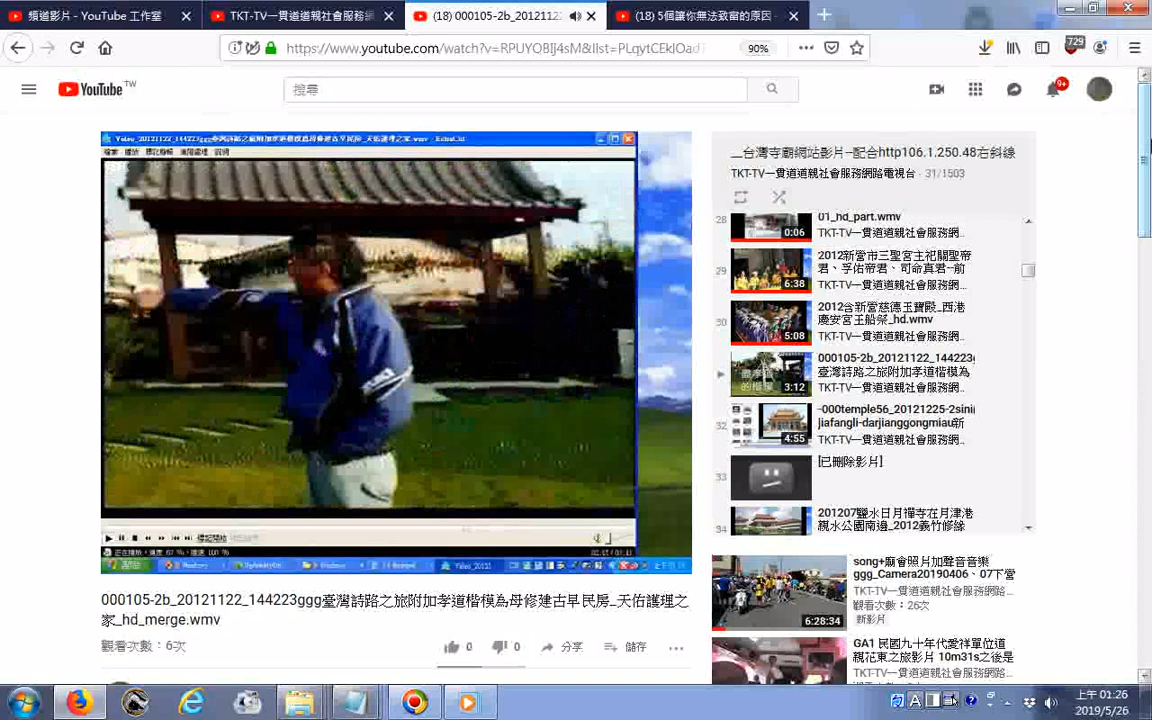 頻道影片 - YouTube 工作室
TKT-TV一貫道道親社會服務網
(18) 000105-2b_2012112
(18) 5個讓你無法致富的原因
https://www.youtube.com/watch?v=RPUYQBIJ4sM&list=PLqytCEkIOad
90%
729
YouTube TW
搜尋
9+
二台灣寺廟網站影片--配合http106.1.250.48右斜線
TKT-TV一貫道道親社會服務網路電視台 - 31/1503
28
01_hd_part.wmv
0:06
TKT-TV一貫道道親社會服務網...
29
2012新營市三聖宮主祀關聖帝
君、孚佑帝君、司命真君--前
6:38
TKT-TV一貫道道親社會服務網...
30
2012含新營慈德玉寶殿_西港
慶安宮王船祭_hd.wmv
5:08
TKT-TV一貫道道親社會服務網...
000105-2b_20121122_144223g
臺灣詩路之旅附加孝道楷模為
3:12
TKT-TV一貫道道親社會服務網...
32
-000temple56_20121225-2sini
jiafangli-darjianggongmiau新
4:55
TKT-TV一貫道道親社會服務網...
33
[已刪除影片]
34
201207鹽水日月禪寺在月津港
親水公園南邊_2012義竹修緣
song+廟會照片加聲音音樂
ggg_Camera20190406、07下營
TKT-TV一貫道道親社會服務網...
觀看次數：26次
6:28:34
新影片
GA1 民國九十代愛祥單位道
親花東之旅影片 10m31s之後是
TKT-TV一貫道道親社會服務網...
000105-2b_20121122_144223ggg臺灣詩路之旅附加孝道楷模為母修建古早民房_天佑護理之
家_hd_merge.wmv
觀看次數：6次
0
0
分享
儲存
上午 01:26
2019/5/26